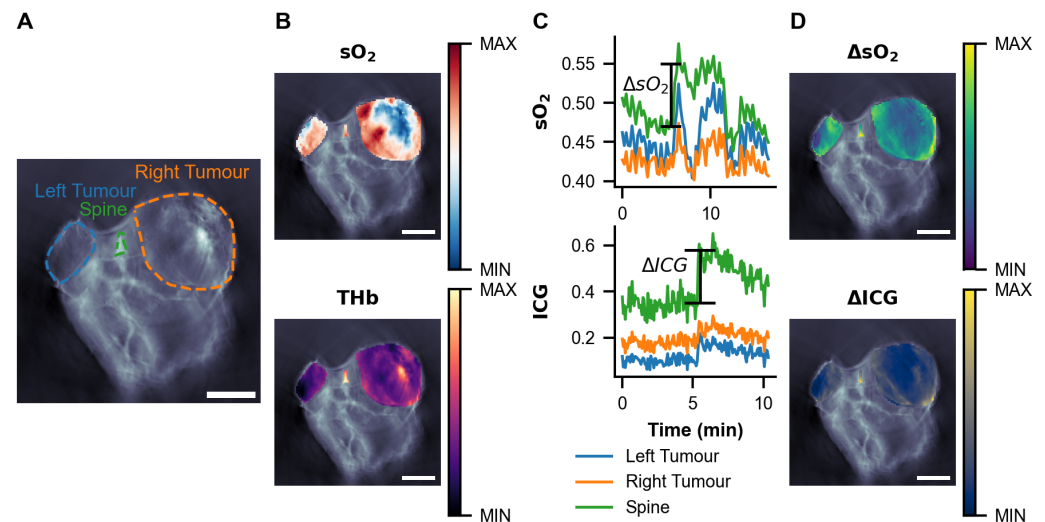 A
Right Tumour
Left Tumour
Spine
B
sO₂
MAX
MIN
THb
MAX
MIN
C
sO₂
0.55
0.50
0.45
0.40
ΔsO₂
0
10
ICG
0.6
0.4
0.2
ΔICG
0
5
10
Time (min)
Left Tumour
Right Tumour
Spine
D
ΔsO₂
MAX
MIN
ΔICG
MAX
MIN